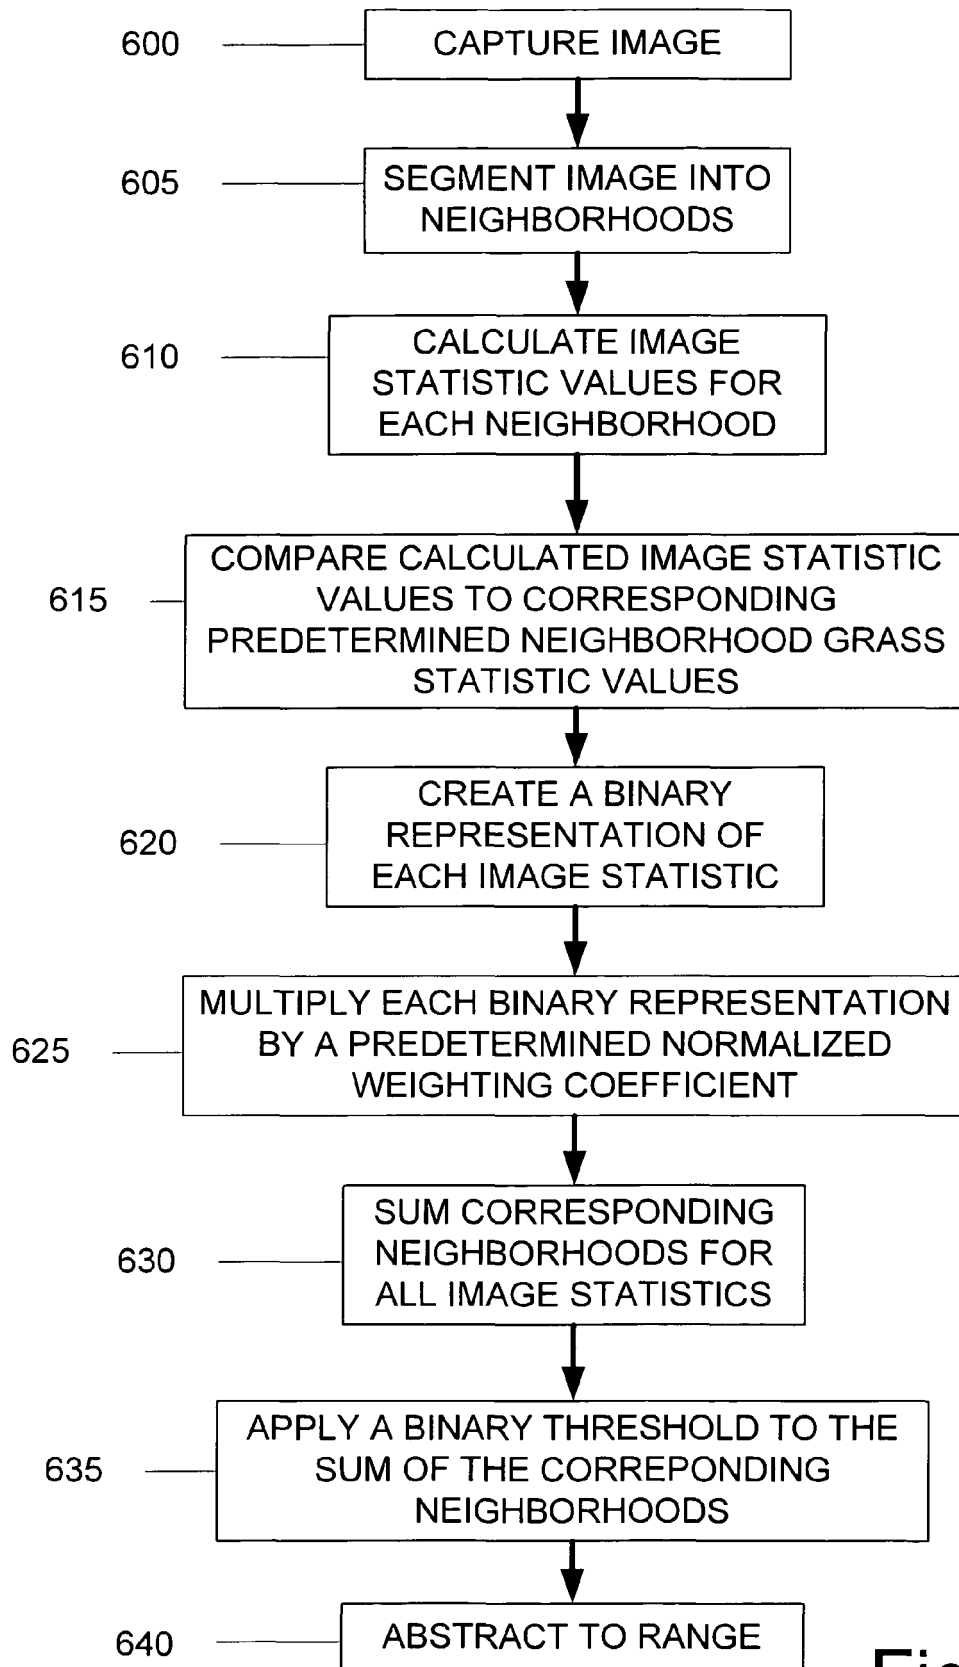 600
CAPTURE IMAGE
605
SEGMENT IMAGE INTO
NEIGHBORHOODS
610
CALCULATE IMAGE
STATISTIC VALUES FOR
EACH NEIGHBORHOOD
615
COMPARE CALCULATED IMAGE STATISTIC
VALUES TO CORRESPONDING
PREDETERMINED NEIGHBORHOOD GRASS
STATISTIC VALUES
620
CREATE A BINARY
REPRESENTATION OF
EACH IMAGE STATISTIC
625
MULTIPLY EACH BINARY REPRESENTATION
BY A PREDETERMINED NORMALIZED
WEIGHTING COEFFICIENT
630
SUM CORRESPONDING
NEIGHBORHOODS FOR
ALL IMAGE STATISTICS
635
APPLY A BINARY THRESHOLD TO THE
SUM OF THE CORREPONDING
NEIGHBORHOODS
640
ABSTRACT TO RANGE